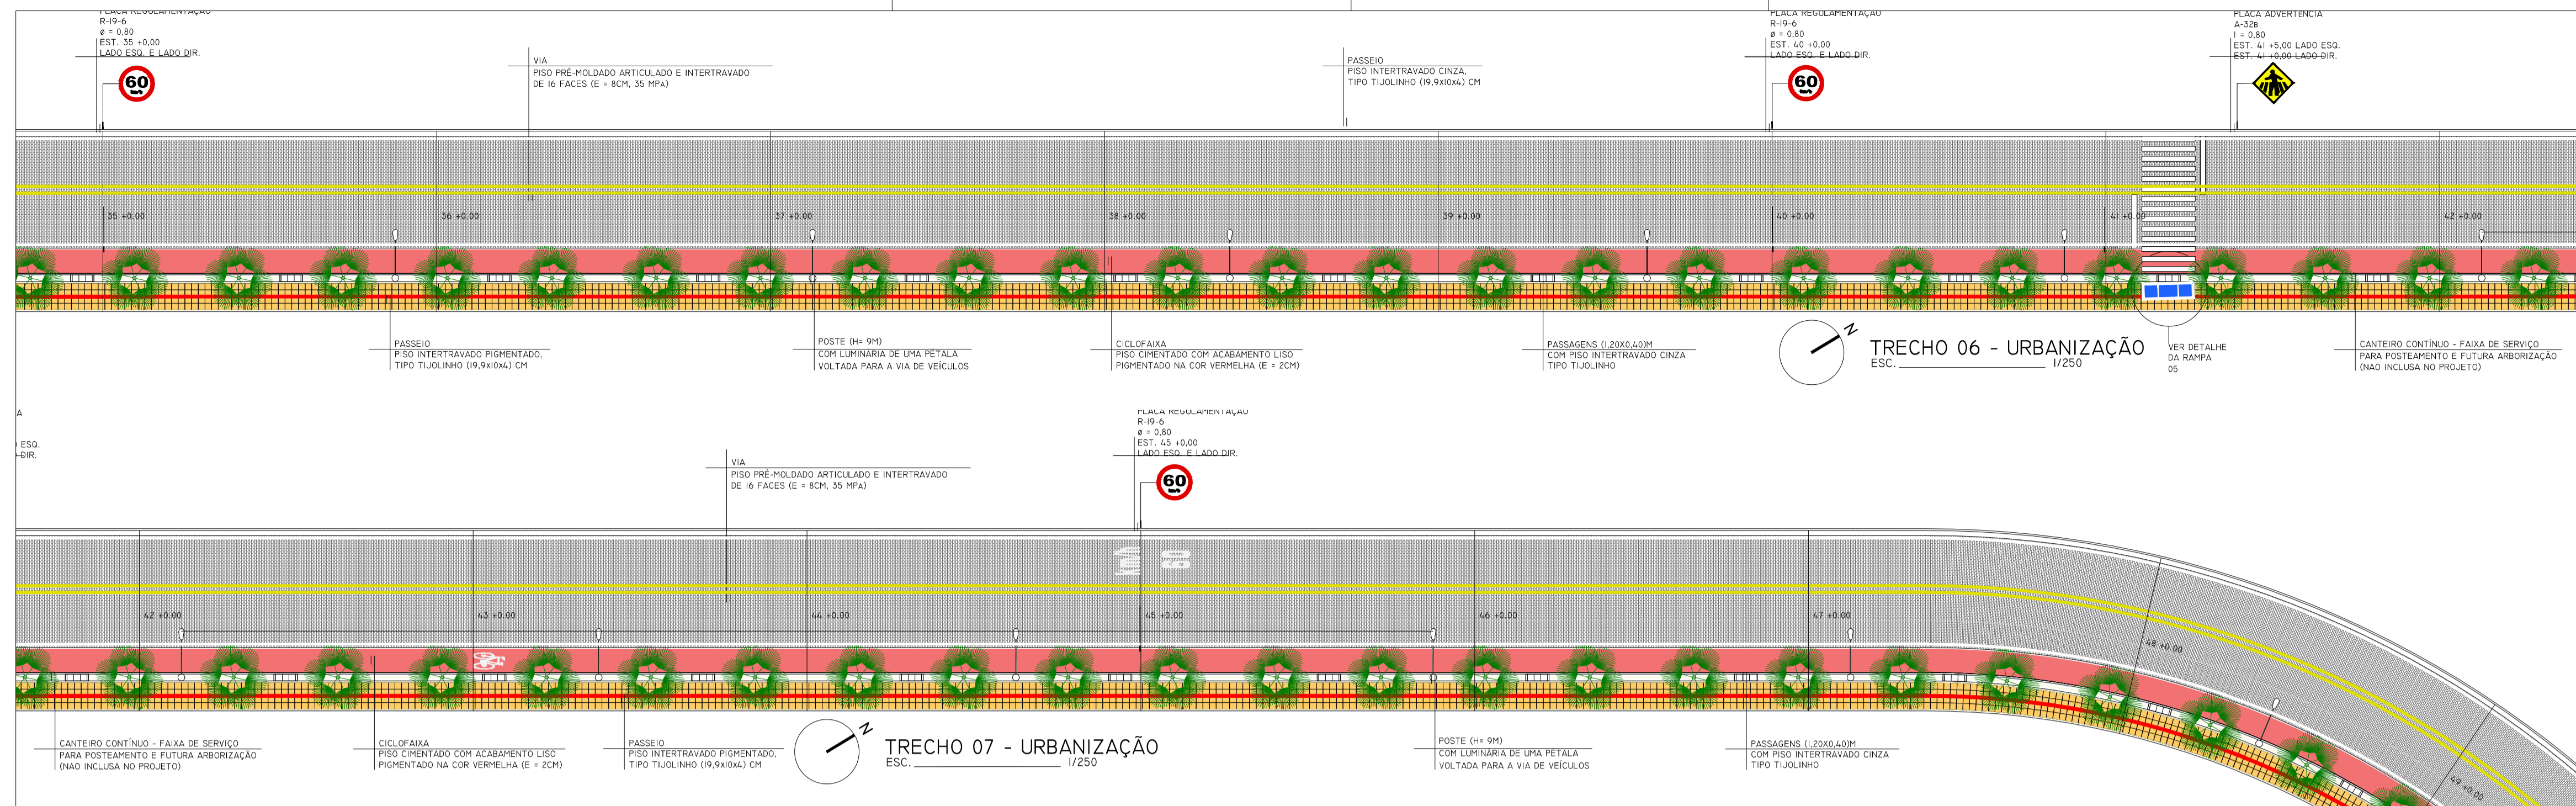 PLACA REGULAMENTAÇÃO
R-19-6
ø = 0,80
EST. 35 +0,00
LADO ESQ. E LADO DIR.
60
km/h
VIA
PISO PRÉ-MOLDADO ARTICULADO E INTERTRAVADO
DE 16 FACES (E = 8CM, 35 MPA)
PASSEIO
PISO INTERTRAVADO CINZA,
TIPO TIJOLINHO (19,9X10X4) CM
PLACA REGULAMENTAÇÃO
R-19-6
ø = 0,80
EST. 40 +0,00
LADO ESQ. E LADO DIR.
60
km/h
PLACA ADVERTÊNCIA
A-32B
l = 0,80
EST. 41 +5,00 LADO ESQ.
EST. 41 +0,00 LADO DIR.
35 +0.00
36 +0.00
37 +0.00
38 +0.00
39 +0.00
40 +0.00
41 +0.00
42 +0.00
PASSEIO
PISO INTERTRAVADO PIGMENTADO,
TIPO TIJOLINHO (19,9X10X4) CM
POSTE (H= 9M)
COM LUMINÁRIA DE UMA PÉTALA
VOLTADA PARA A VIA DE VEÍCULOS
CICLOFAIXA
PISO CIMENTADO COM ACABAMENTO LISO
PIGMENTADO NA COR VERMELHA (E = 2CM)
PASSAGENS (1,20X0,40)M
COM PISO INTERTRAVADO CINZA
TIPO TIJOLINHO
N
TRECHO 06 - URBANIZAÇÃO
ESC. 1/250
VER DETALHE
DA RAMPA
05
CANTEIRO CONTÍNUO - FAIXA DE SERVIÇO
PARA POSTEAMENTO E FUTURA ARBORIZAÇÃO
(NAO INCLUSA NO PROJETO)
A
ESQ.
DIR.
VIA
PISO PRÉ-MOLDADO ARTICULADO E INTERTRAVADO
DE 16 FACES (E = 8CM, 35 MPA)
PLACA REGULAMENTAÇÃO
R-19-6
ø = 0,80
EST. 45 +0,00
LADO ESQ. E LADO DIR.
60
km/h
42 +0.00
43 +0.00
44 +0.00
45 +0.00
46 +0.00
47 +0.00
48 +0.00
49 +0.00
CANTEIRO CONTÍNUO - FAIXA DE SERVIÇO
PARA POSTEAMENTO E FUTURA ARBORIZAÇÃO
(NAO INCLUSA NO PROJETO)
CICLOFAIXA
PISO CIMENTADO COM ACABAMENTO LISO
PIGMENTADO NA COR VERMELHA (E = 2CM)
PASSEIO
PISO INTERTRAVADO PIGMENTADO,
TIPO TIJOLINHO (19,9X10X4) CM
N
TRECHO 07 - URBANIZAÇÃO
ESC. 1/250
POSTE (H= 9M)
COM LUMINÁRIA DE UMA PÉTALA
VOLTADA PARA A VIA DE VEÍCULOS
PASSAGENS (1,20X0,40)M
COM PISO INTERTRAVADO CINZA
TIPO TIJOLINHO